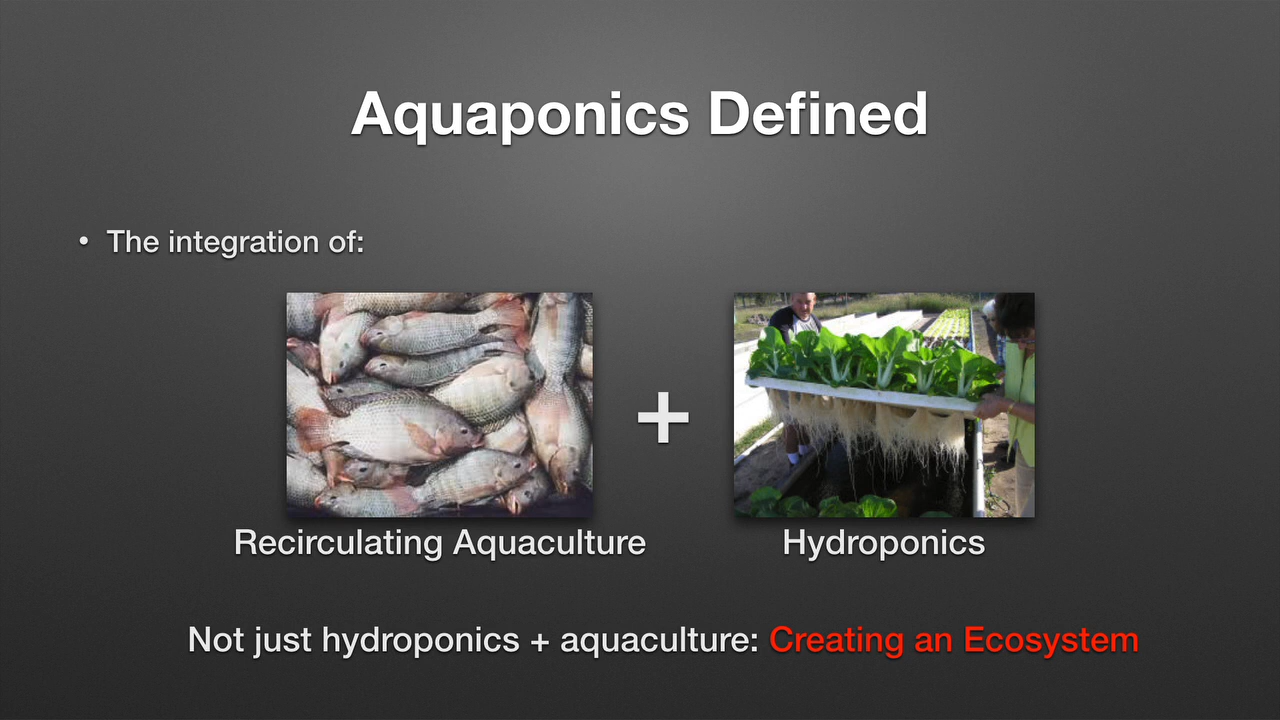 Aquaponics Defined
• The integration of:
+
Recirculating Aquaculture
Hydroponics
Not just hydroponics + aquaculture: Creating an Ecosystem